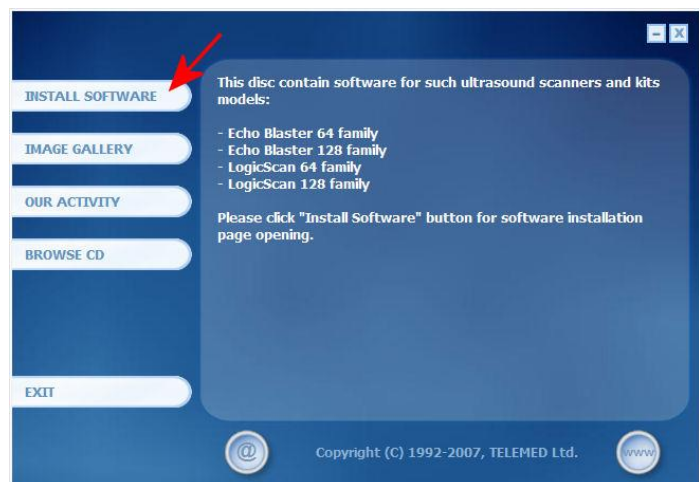 INSTALL SOFTWARE
IMAGE GALLERY
OUR ACTIVITY
BROWSE CD
EXIT
This disc contain software for such ultrasound scanners and kits
models:
- Echo Blaster 64 family
- Echo Blaster 128 family
- LogicScan 64 family
- LogicScan 128 family
Please click "Install Software" button for software installation
page opening.
@
Copyright (C) 1992-2007, TELEMED Ltd.
www